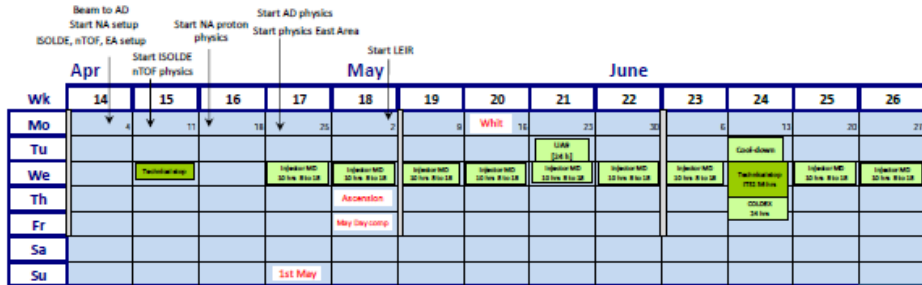 Beam to AD
Start NA setup
ISOLDE, nTOF, EA setup
Start ISOLDE
nTOF physics
Start NA proton
physics
Start AD physics
Start physics East Area
Start LEIR
Apr May June
Wk 14 15 16 17 18 19 20 21 22 23 24 25 26
Mo 4 11 18 25 2 9 Whit 16 23 30 6 13 20 27
Tu [24 h] Cool-down
We Technical stop Injector MD Injector MD Injector MD Injector MD Injector MD Injector MD Injector MD Technical stop Injector MD Injector MD
10 hrs 8 to 18 10 hrs 8 to 18 10 hrs 8 to 18 10 hrs 8 to 18 10 hrs 8 to 18 10 hrs 8 to 18 10 hrs 8 to 18 10 hrs 8 to 18 10 hrs 8 to 18
Th Ascension
Fr May Day comp COLDEX
24 hrs
Sa
Su 1st May